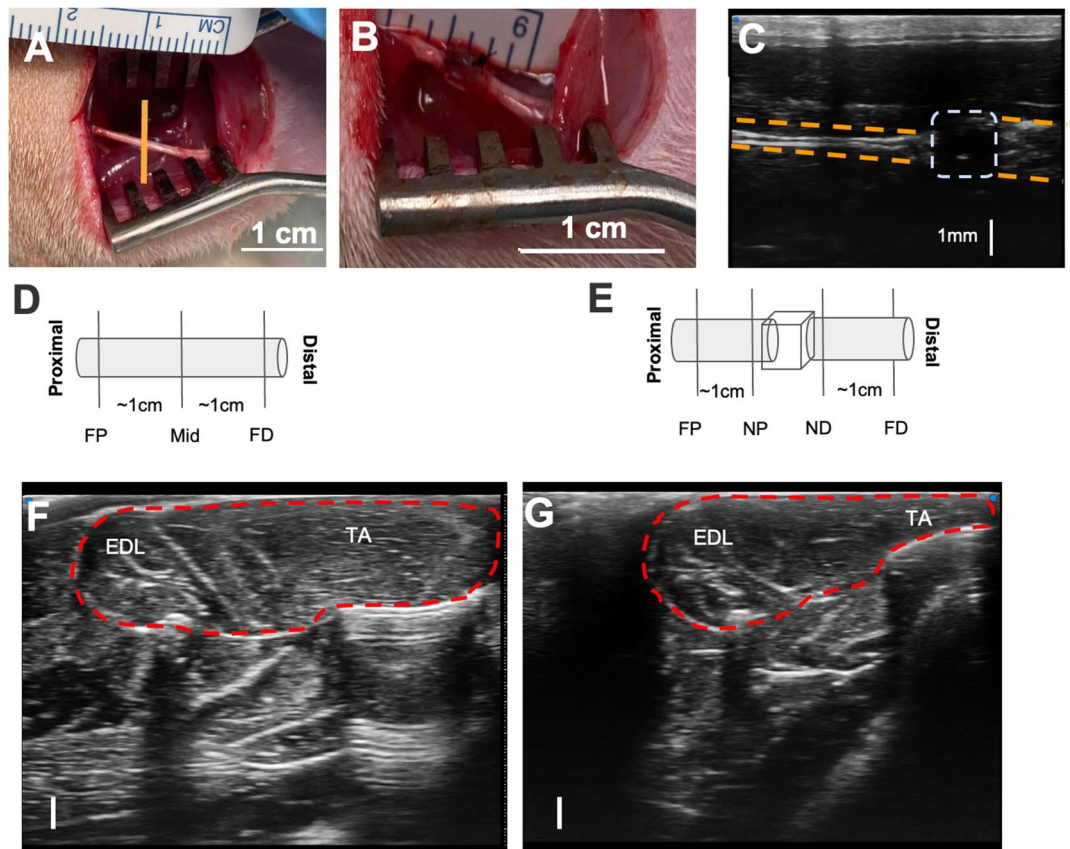 A
2
1
CM
1 cm
B
9
1 cm
C
1mm
D
Proximal
Distal
~1cm
~1cm
FP
Mid
FD
E
Proximal
Distal
~1cm
~1cm
FP
NP
ND
FD
F
EDL
TA
G
EDL
TA